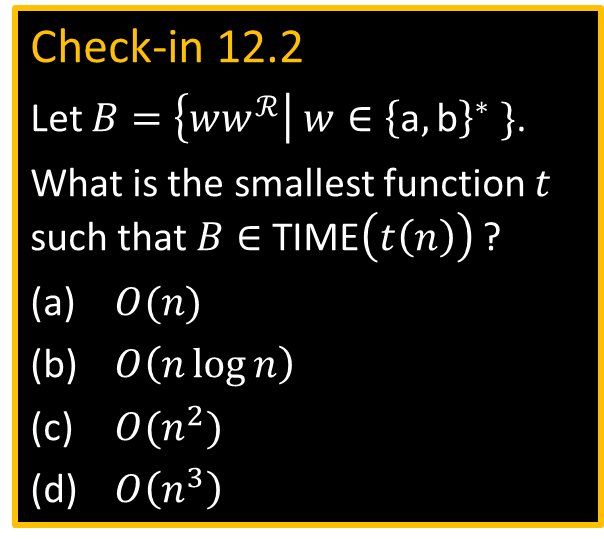 Check-in 12.2
Let B = {ww^ℛ| w ∈ {a,b}* }.
What is the smallest function t
such that B ∈ TIME(t(n)) ?
(a) O(n)
(b) O(n log n)
(c) O(n²)
(d) O(n³)